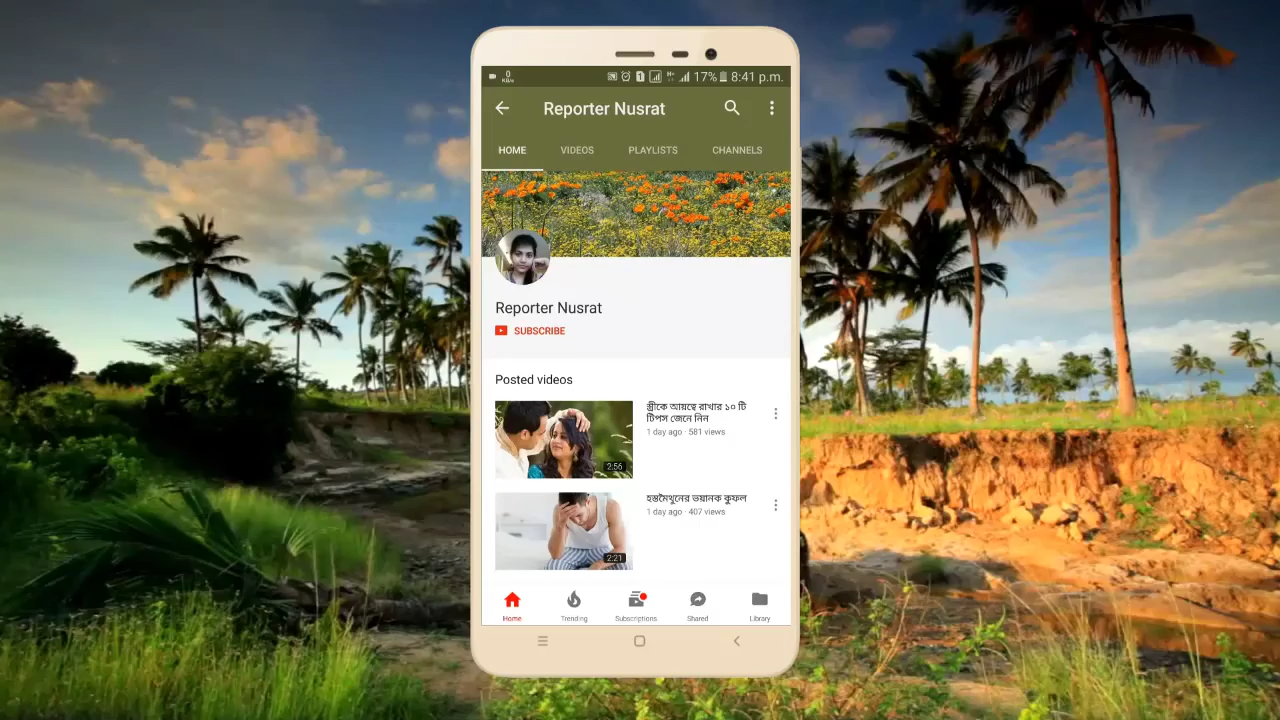 0
KB/s
17% 8:41 p.m.
Reporter Nusrat
HOME VIDEOS PLAYLISTS CHANNELS
Reporter Nusrat
SUBSCRIBE
Posted videos
স্ত্রীকে আয়ত্বে রাখার ১০ টি
টিপস জেনে নিন
1 day ago · 581 views
2:56
হস্তমৈথুনের ভয়ানক কুফল
1 day ago · 407 views
2:21
Home Trending Subscriptions Shared Library